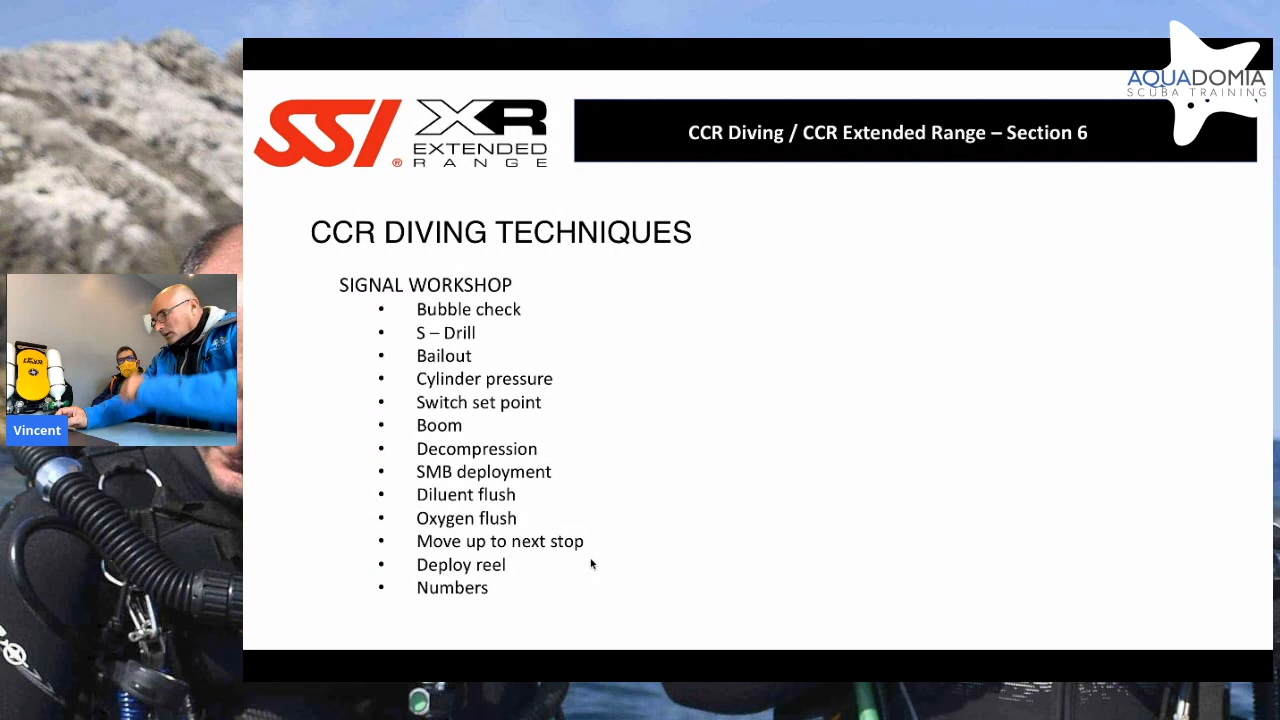 AQUADOMIA
SCUBA TRAINING
SSI
®
XR
EXTENDED
RANGE
CCR Diving / CCR Extended Range – Section 6
CCR DIVING TECHNIQUES
SIGNAL WORKSHOP
• Bubble check
• S – Drill
• Bailout
• Cylinder pressure
• Switch set point
• Boom
• Decompression
• SMB deployment
• Diluent flush
• Oxygen flush
• Move up to next stop
• Deploy reel
• Numbers
Vincent